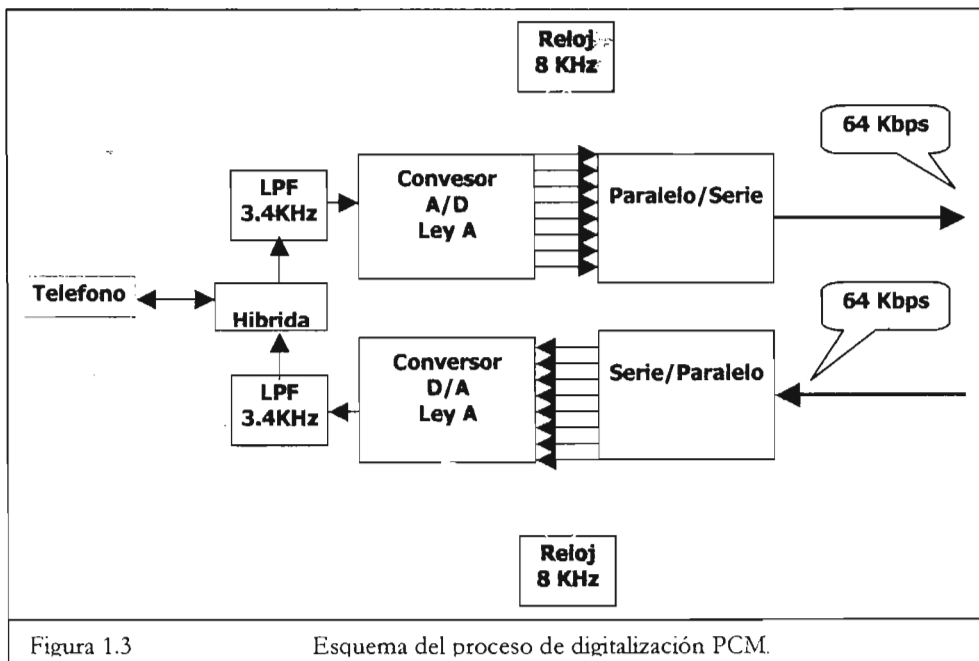 Reloj
8 KHz
64 Kbps
LPF
3.4KHz
Convesor
A/D
Ley A
Paralelo/Serie
Telefono
Hibrida
64 Kbps
LPF
3.4KHz
Conversor
D/A
Ley A
Serie/Paralelo
Reloj
8 KHz
Figura 1.3 Esquema del proceso de digitalización PCM.